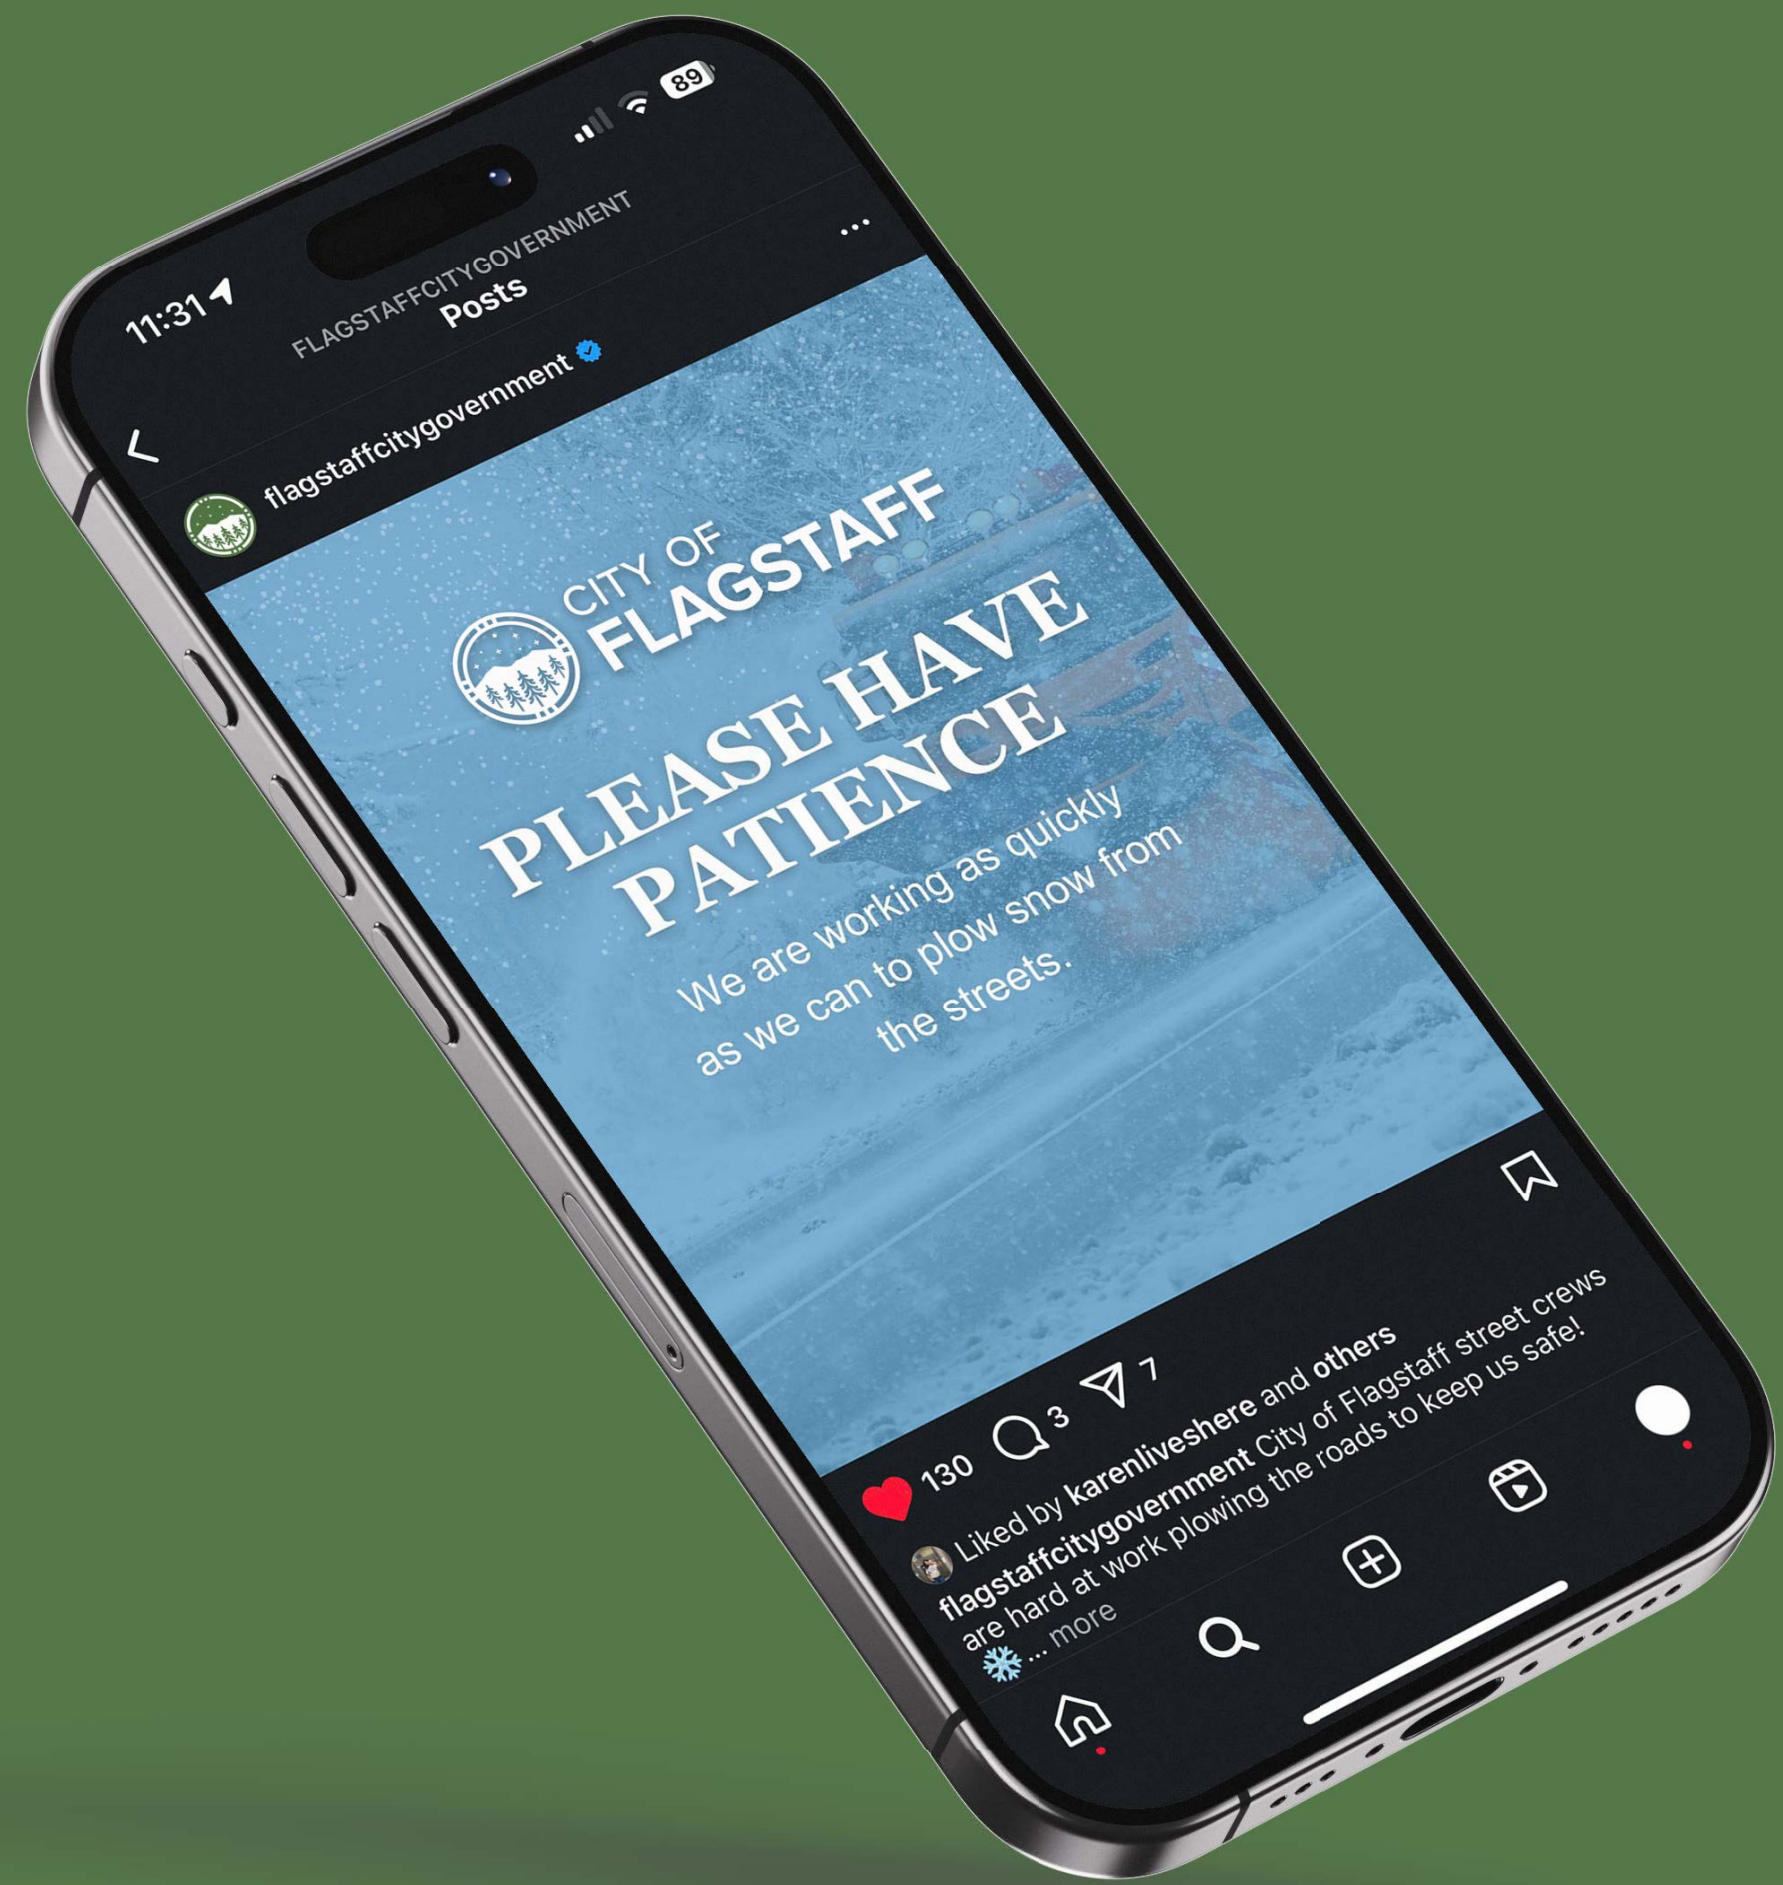 11:31
89
FLAGSTAFFCITYGOVERNMENT
Posts
flagstaffcitygovernment
CITY OF
FLAGSTAFF
PLEASE HAVE
PATIENCE
We are working as quickly
as we can to plow snow from
the streets.
130 3 7
Liked by karenliveshere and others
flagstaffcitygovernment City of Flagstaff street crews
are hard at work plowing the roads to keep us safe!
❄️... more